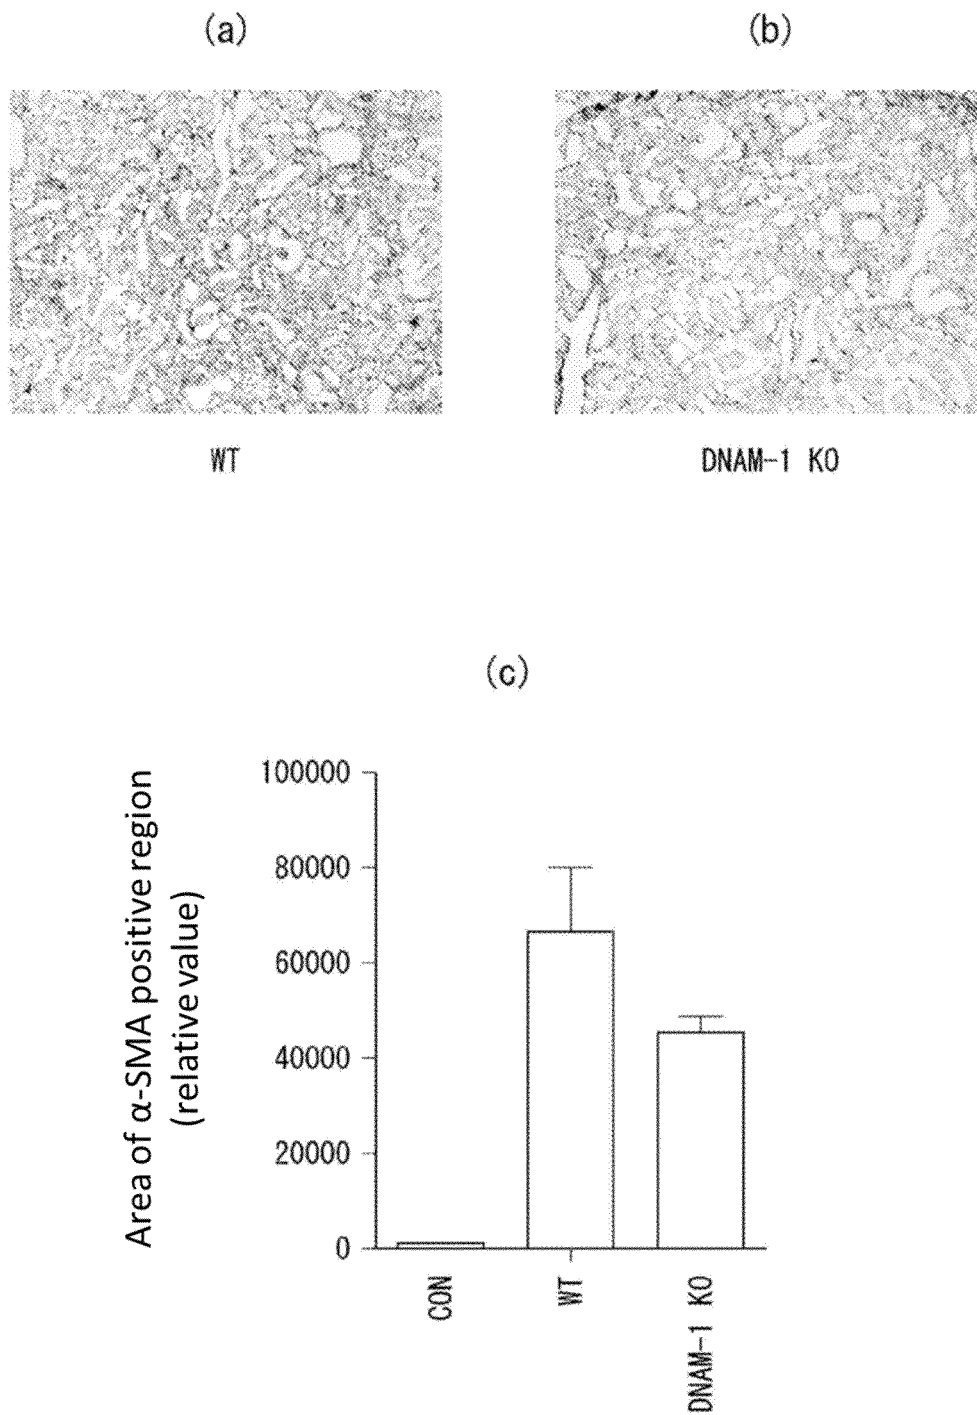 (a)
(b)
WT
DNAM-1 KO
(c)
Area of α-SMA positive region
(relative value)
100000
80000
60000
40000
20000
0
CON
WT
DNAM-1 KO